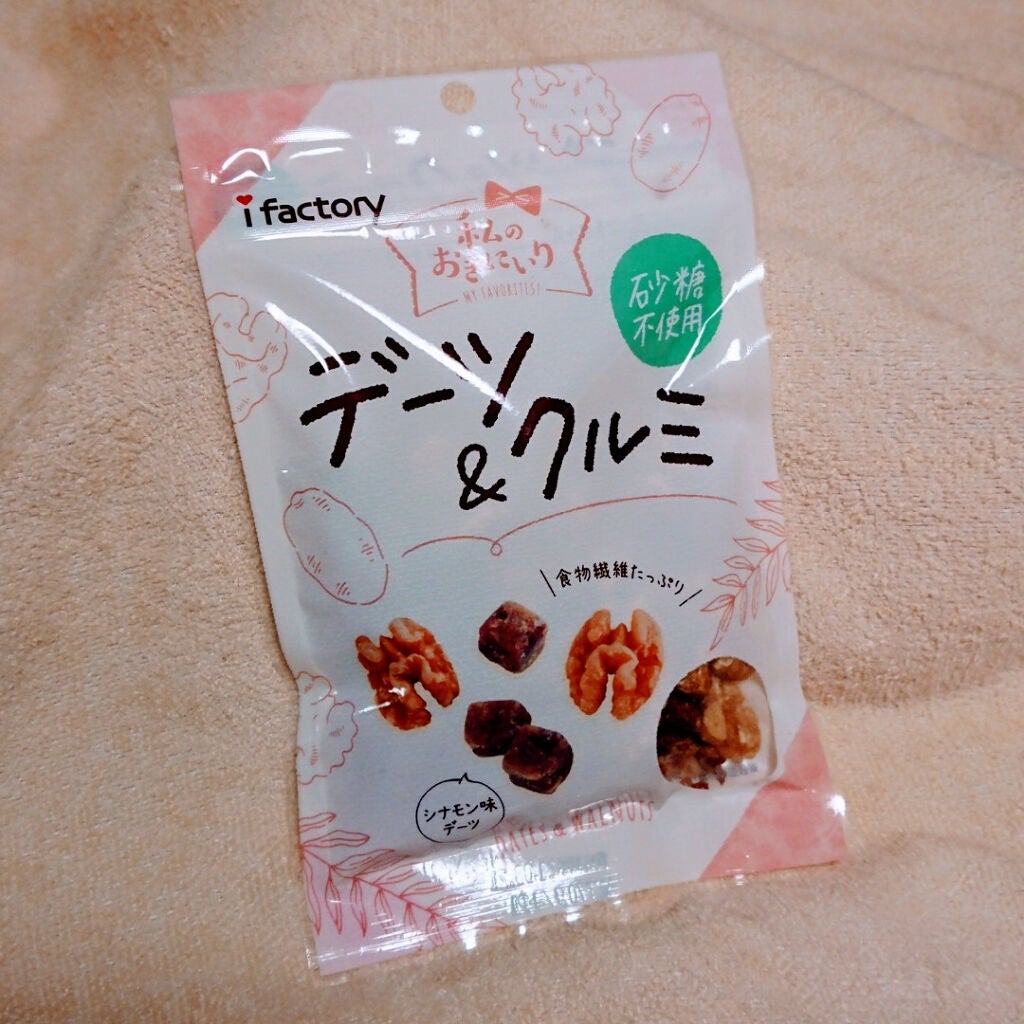 i factory
私の
おきにいり
MY FAVORITES!
砂糖
不使用
デーツ
&クルミ
食物繊維たっぷり
シナモン味
デーツ
DATES & WALNUTS